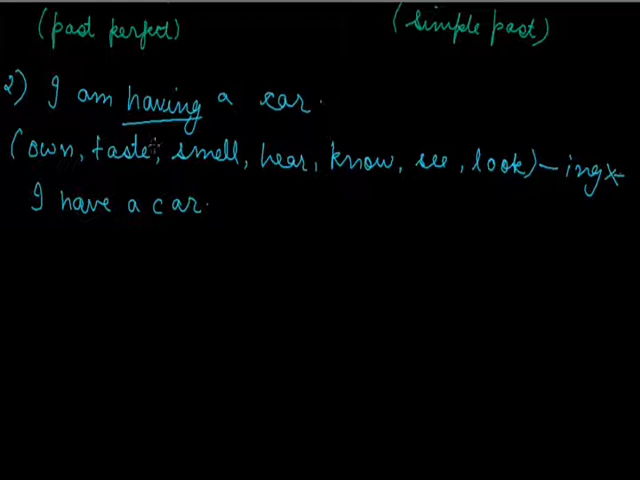 (past perfect) (simple past)
2) I am having a car.
(own, taste, smell, hear, know, see, look) - ing x
I have a car.